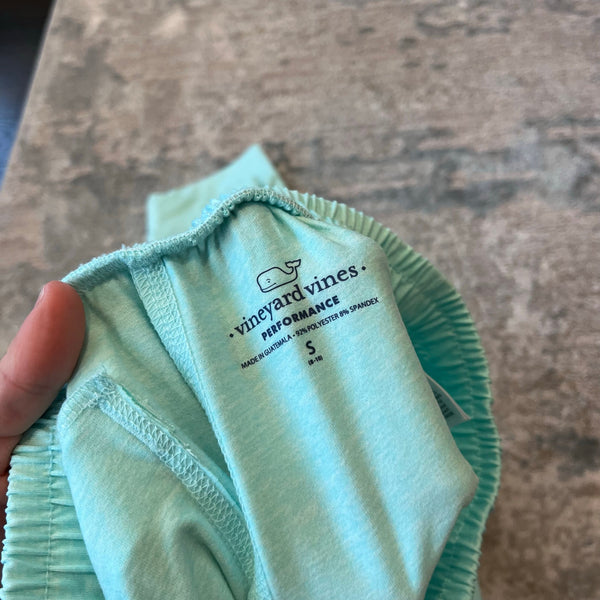 • vineyard vines •
PERFORMANCE
MADE IN GUATEMALA • 92% POLYESTER 8% SPANDEX
S
(8-10)